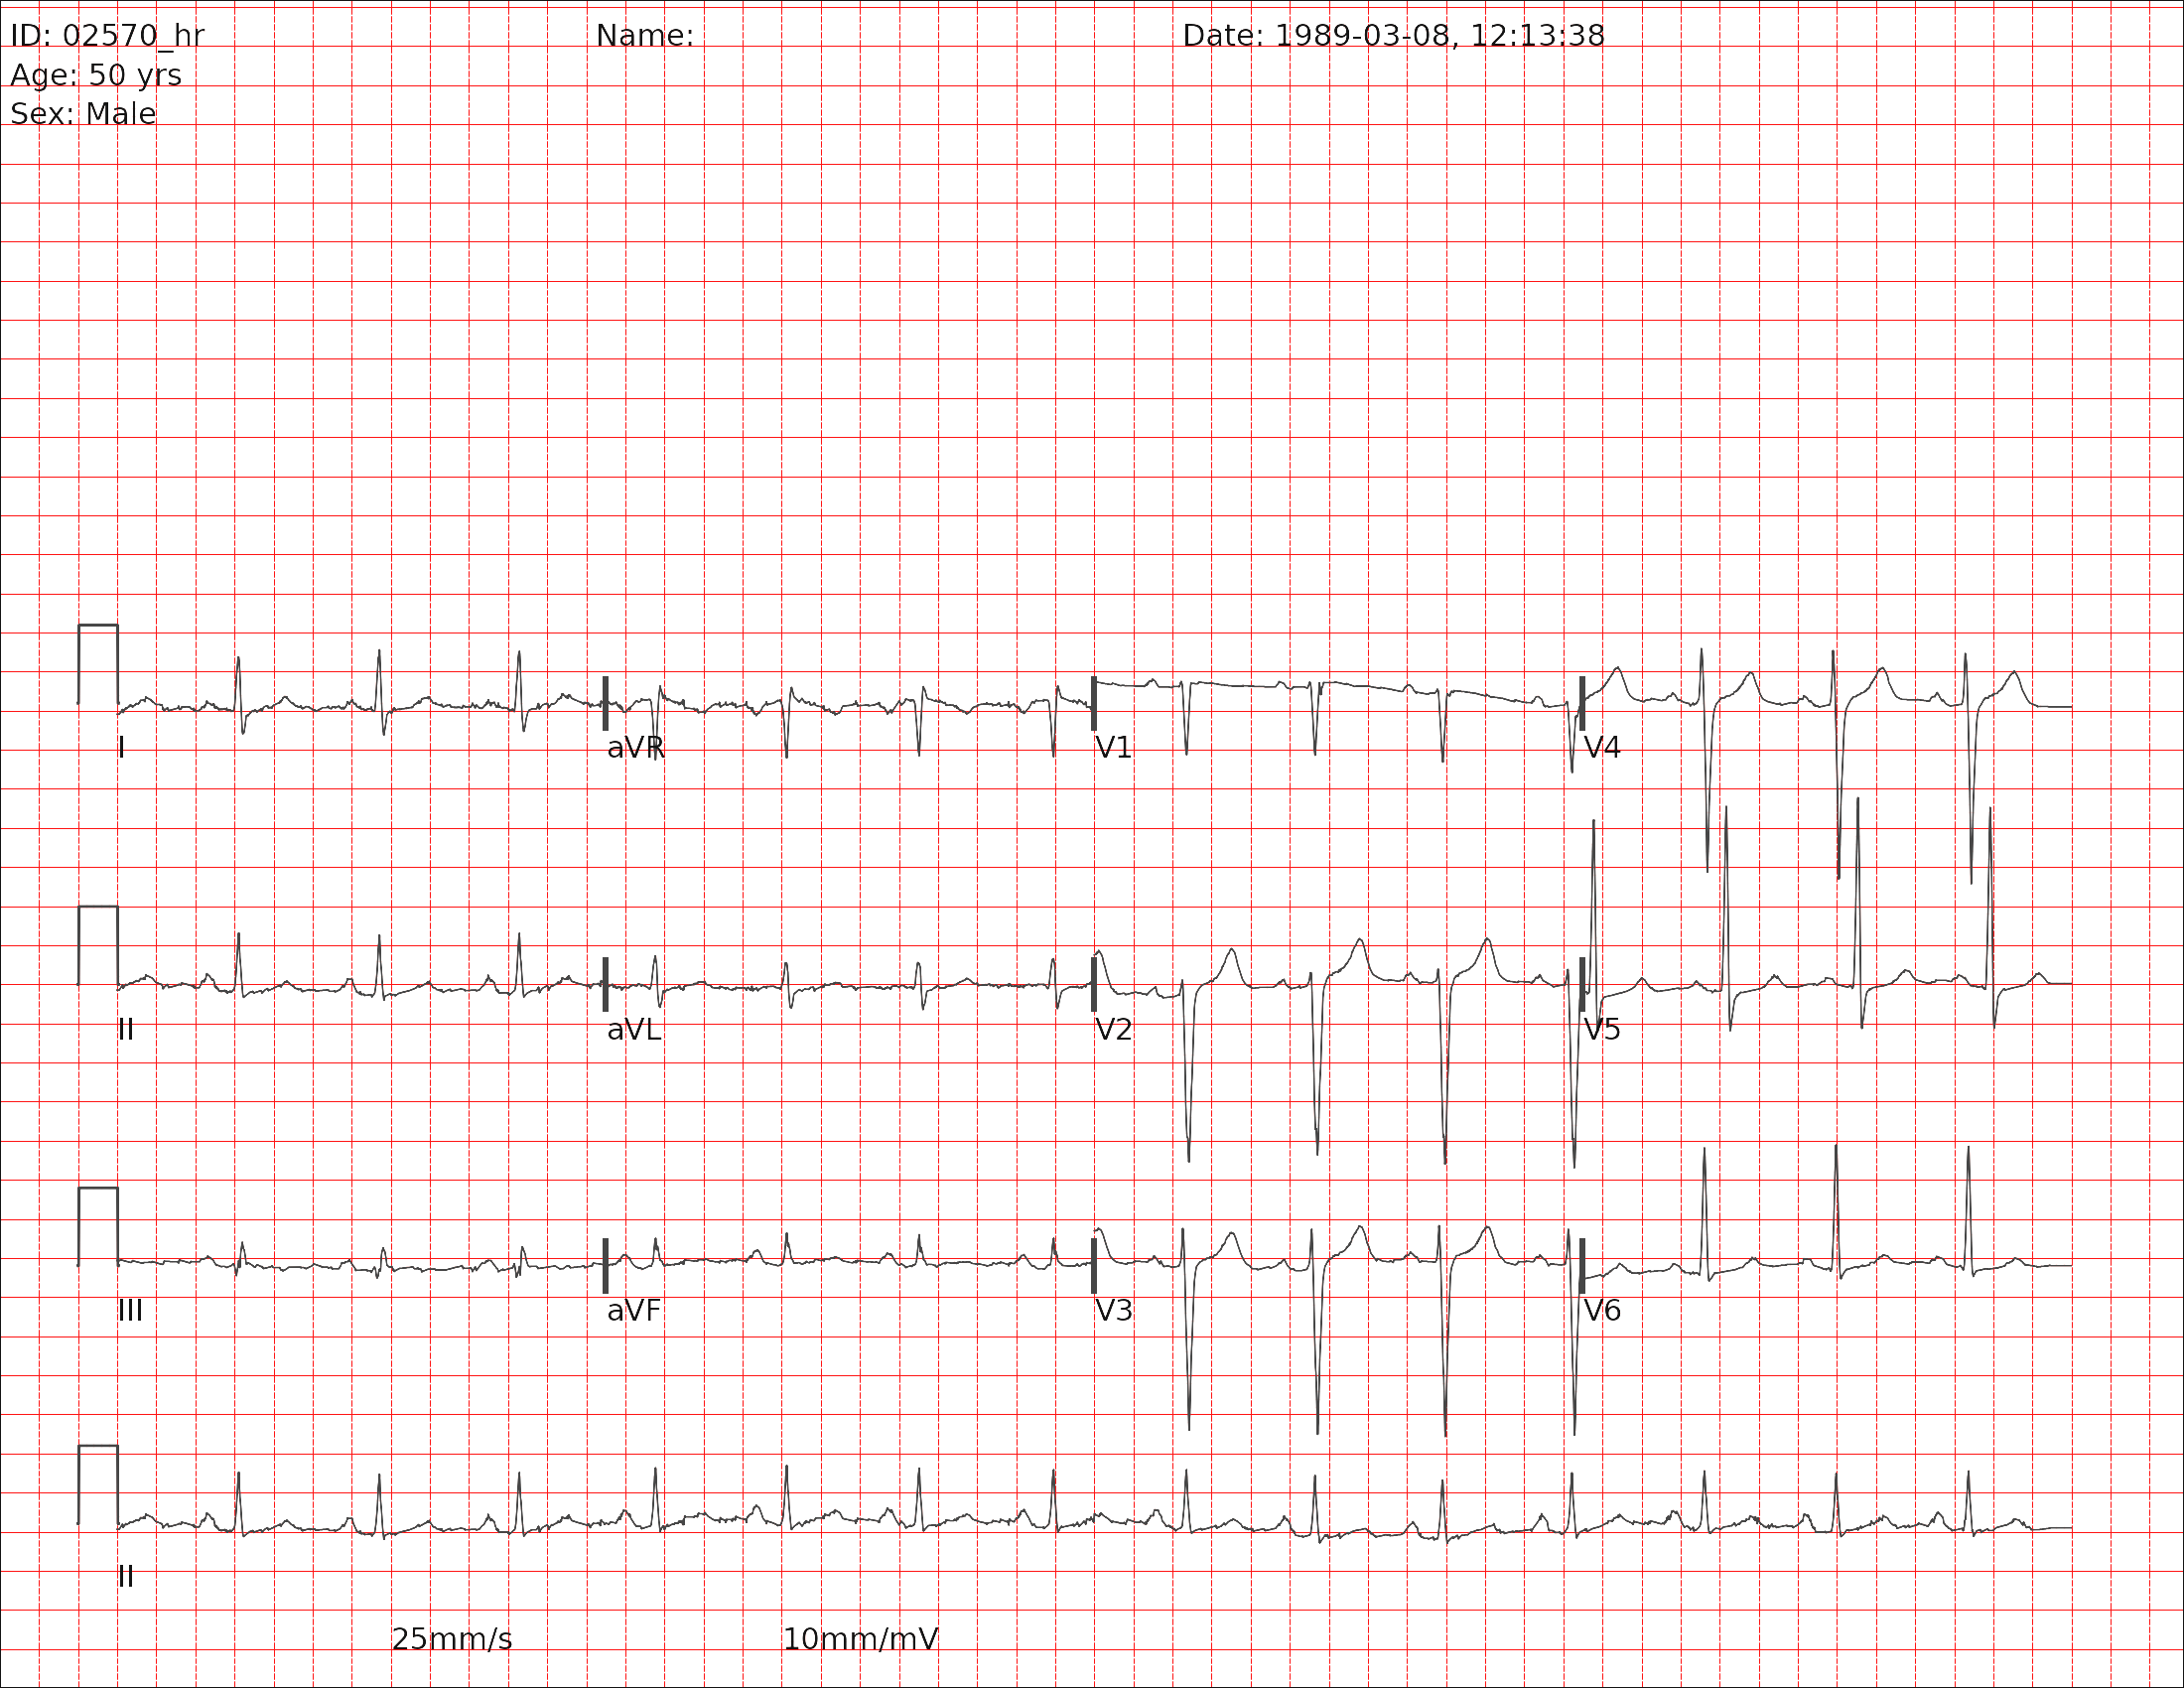 ID: 02570_hr Name: Date: 1989-03-08, 12:13:38
Age: 50 yrs
Sex: Male
I aVR V1 V4
II aVL V2 V5
III aVF V3 V6
II
25mm/s 10mm/mV